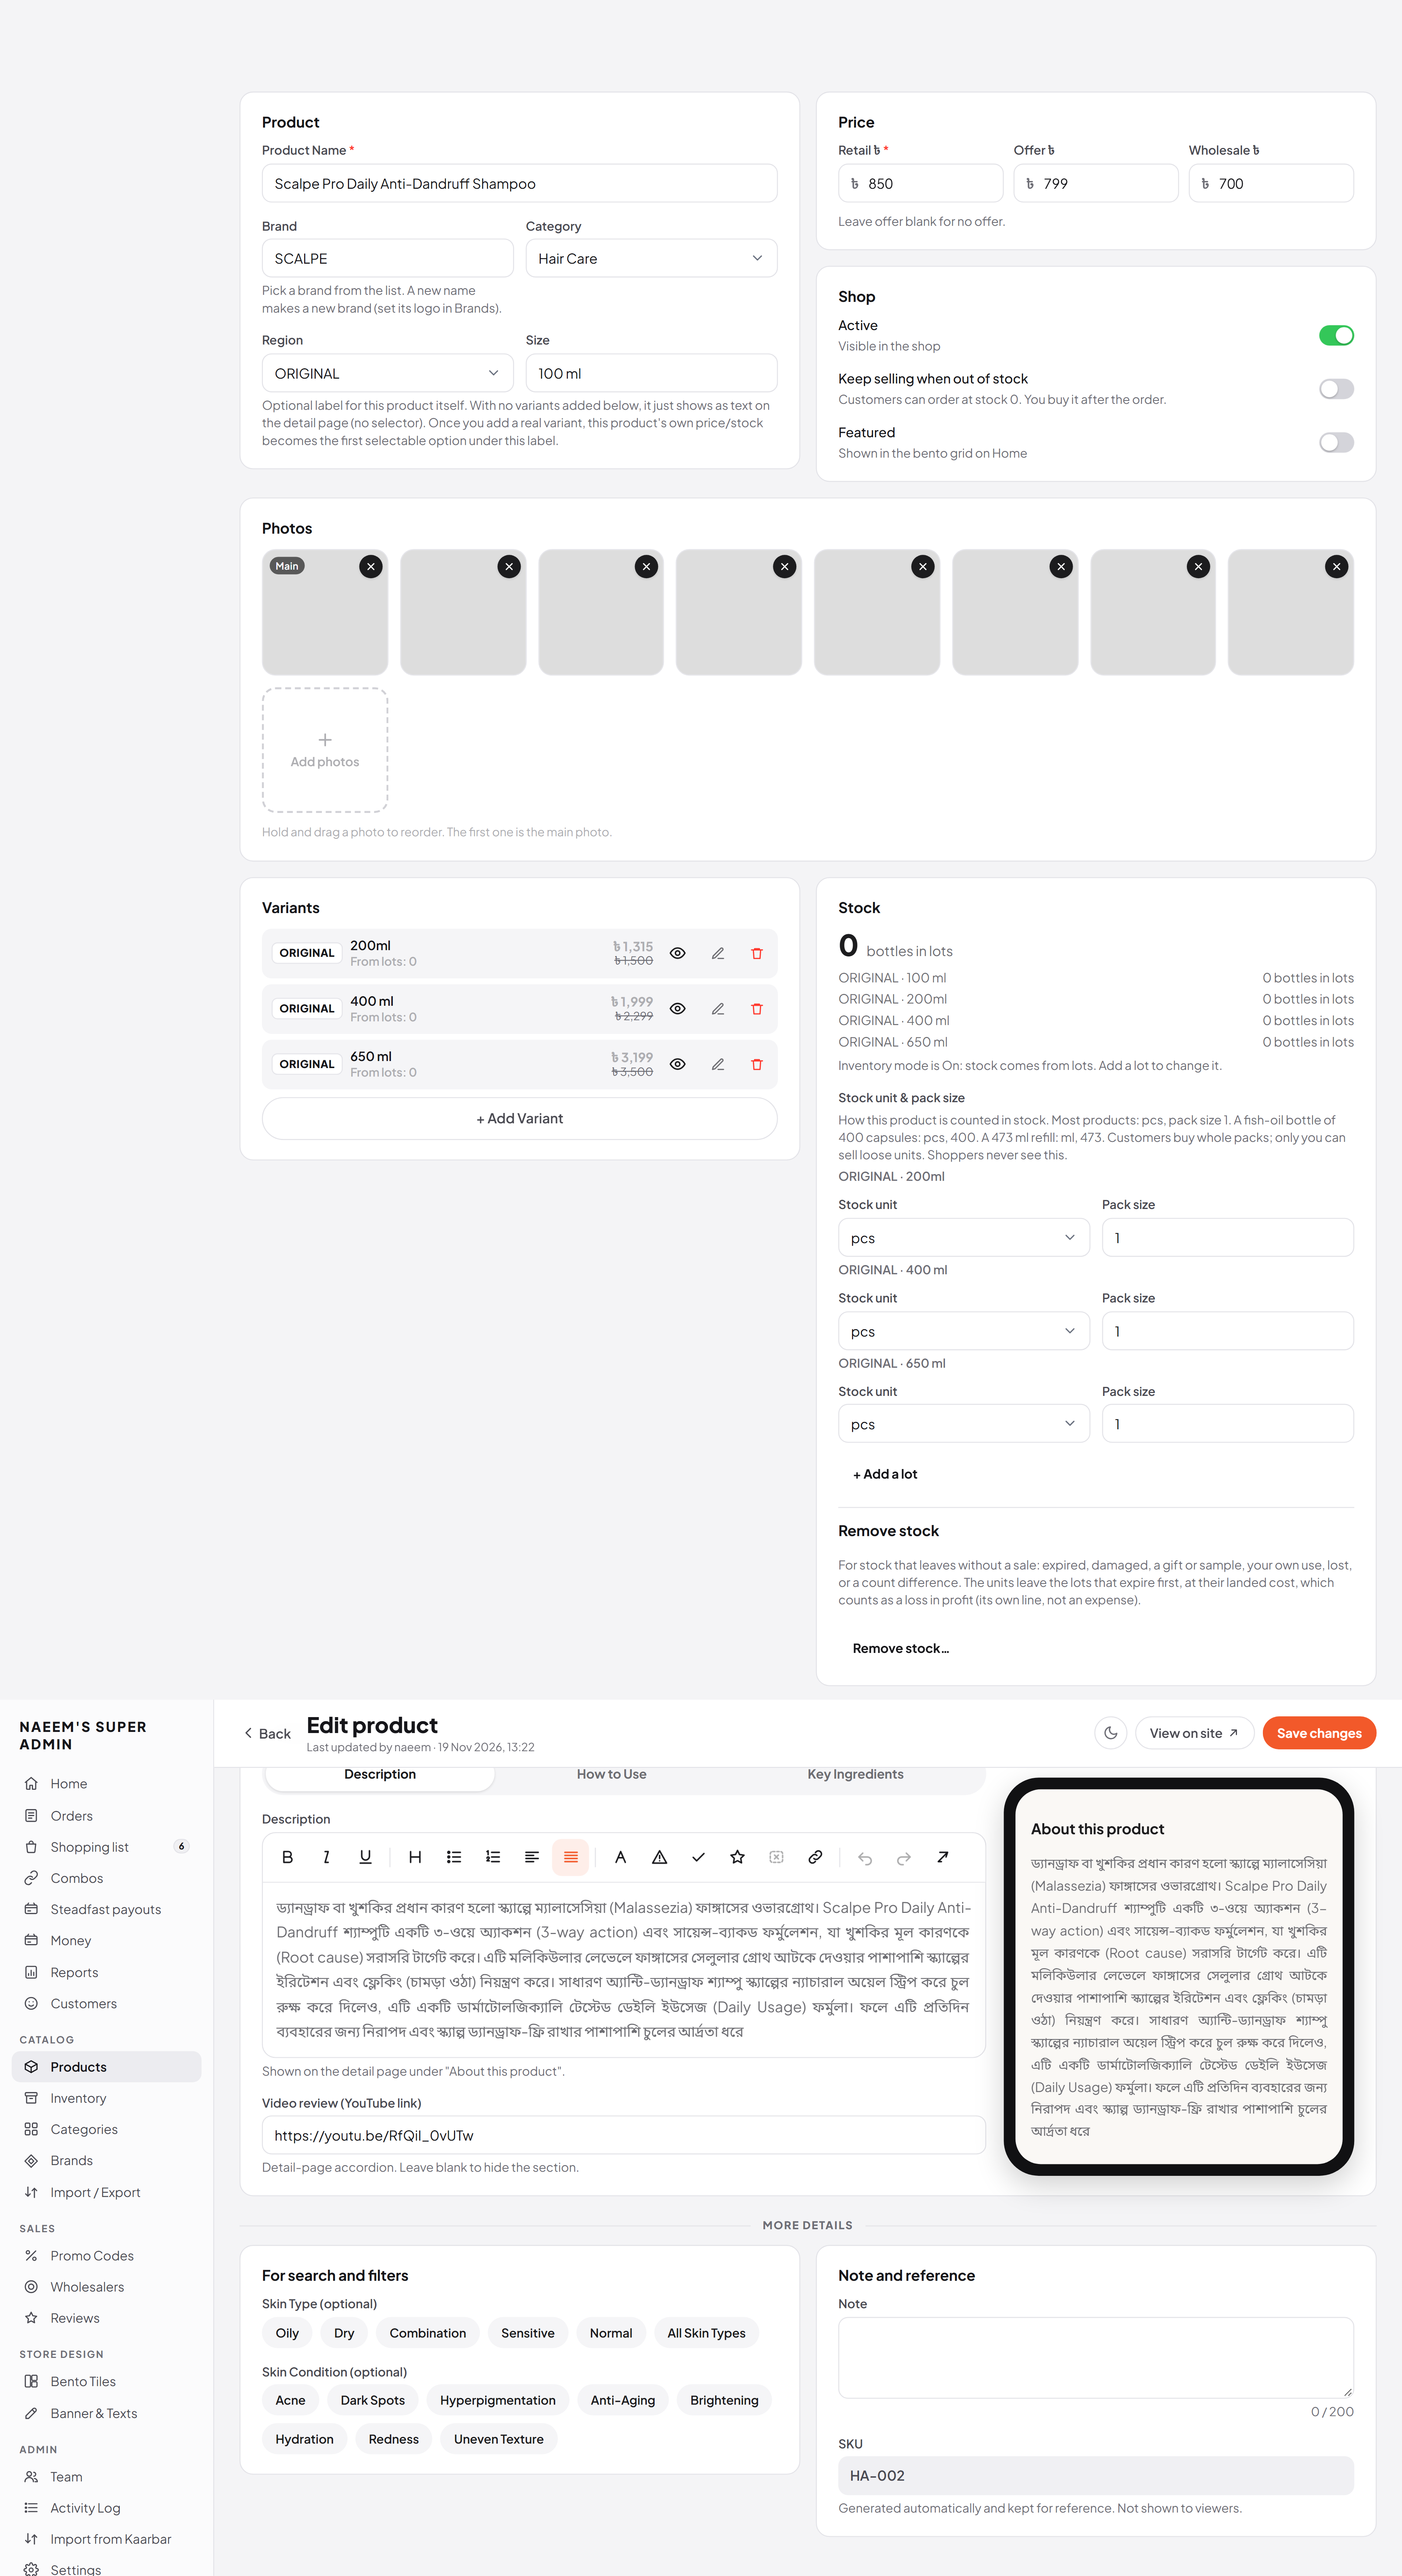 Product
Product Name *
Scalpe Pro Daily Anti-Dandruff Shampoo
Brand
Category
SCALPE
Hair Care
Pick a brand from the list. A new name
makes a new brand (set its logo in Brands).
Region
Size
ORIGINAL
100 ml
Optional label for this product itself. With no variants added below, it just shows as text on
the detail page (no selector). Once you add a real variant, this product's own price/stock
becomes the first selectable option under this label.
Price
Retail ৳ *
Offer ৳
Wholesale ৳
৳ 850
৳ 799
৳ 700
Leave offer blank for no offer.
Shop
Active
Visible in the shop
Keep selling when out of stock
Customers can order at stock 0. You buy it after the order.
Featured
Shown in the bento grid on Home
Photos
Main
Add photos
Hold and drag a photo to reorder. The first one is the main photo.
Variants
ORIGINAL
200ml
From lots: 0
৳ 1,315
৳ 1,500
ORIGINAL
400 ml
From lots: 0
৳ 1,999
৳ 2,299
ORIGINAL
650 ml
From lots: 0
৳ 3,199
৳ 3,500
+ Add Variant
Stock
0 bottles in lots
ORIGINAL · 100 ml 0 bottles in lots
ORIGINAL · 200ml 0 bottles in lots
ORIGINAL · 400 ml 0 bottles in lots
ORIGINAL · 650 ml 0 bottles in lots
Inventory mode is On: stock comes from lots. Add a lot to change it.
Stock unit & pack size
How this product is counted in stock. Most products: pcs, pack size 1. A fish-oil bottle of
400 capsules: pcs, 400. A 473 ml refill: ml, 473. Customers buy whole packs; only you can
sell loose units. Shoppers never see this.
ORIGINAL · 200ml
Stock unit
Pack size
pcs
1
ORIGINAL · 400 ml
Stock unit
Pack size
pcs
1
ORIGINAL · 650 ml
Stock unit
Pack size
pcs
1
+ Add a lot
Remove stock
For stock that leaves without a sale: expired, damaged, a gift or sample, your own use, lost,
or a count difference. The units leave the lots that expire first, at their landed cost, which
counts as a loss in profit (its own line, not an expense).
Remove stock…
NAEEM'S SUPER
ADMIN
Home
Orders
Shopping list 6
Combos
Steadfast payouts
Money
Reports
Customers
CATALOG
Products
Inventory
Categories
Brands
Import / Export
SALES
Promo Codes
Wholesalers
Reviews
STORE DESIGN
Bento Tiles
Banner & Texts
ADMIN
Team
Activity Log
Import from Kaarbar
Settings
Back
Edit product
Last updated by naeem · 19 Nov 2026, 13:22
View on site
Save changes
Description
How to Use
Key Ingredients
Description
B I U H A
ড্যানড্রাফ বা খুশকির প্রধান কারণ হলো স্ক্যাল্পে ম্যালাসেসিয়া (Malassezia) ফাঙ্গাসের ওভারগ্রোথ। Scalpe Pro Daily Anti-
Dandruff শ্যাম্পুটি একটি ৩-ওয়ে অ্যাকশন (3-way action) এবং সায়েন্স-ব্যাকড ফর্মুলেশন, যা খুশকির মূল কারণকে
(Root cause) সরাসরি টার্গেট করে। এটি মলিকিউলার লেভেলে ফাঙ্গাসের সেলুলার গ্রোথ আটকে দেওয়ার পাশাপাশি স্ক্যাল্পের
ইরিটেশন এবং ফ্লেকিং (চামড়া ওঠা) নিয়ন্ত্রণ করে। সাধারণ অ্যান্টি-ড্যানড্রাফ শ্যাম্পু স্ক্যাল্পের ন্যাচারাল অয়েল স্ট্রিপ করে চুল
রুক্ষ করে দিলেও, এটি একটি ডার্মাটোলজিক্যালি টেস্টেড ডেইলি ইউসেজ (Daily Usage) ফর্মুলা। ফলে এটি প্রতিদিন
ব্যবহারের জন্য নিরাপদ এবং স্ক্যাল্প ড্যানড্রাফ-ফ্রি রাখার পাশাপাশি চুলের আর্দ্রতা ধরে
Shown on the detail page under "About this product".
Video review (YouTube link)
https://youtu.be/RfQil_0vUTw
Detail-page accordion. Leave blank to hide the section.
About this product
ড্যানড্রাফ বা খুশকির প্রধান কারণ হলো স্ক্যাল্পে ম্যালাসেসিয়া
(Malassezia) ফাঙ্গাসের ওভারগ্রোথ। Scalpe Pro Daily
Anti-Dandruff শ্যাম্পুটি একটি ৩-ওয়ে অ্যাকশন (3-
way action) এবং সায়েন্স-ব্যাকড ফর্মুলেশন, যা খুশকির
মূল কারণকে (Root cause) সরাসরি টার্গেট করে। এটি
মলিকিউলার লেভেলে ফাঙ্গাসের সেলুলার গ্রোথ আটকে
দেওয়ার পাশাপাশি স্ক্যাল্পের ইরিটেশন এবং ফ্লেকিং (চামড়া
ওঠা) নিয়ন্ত্রণ করে। সাধারণ অ্যান্টি-ড্যানড্রাফ শ্যাম্পু
স্ক্যাল্পের ন্যাচারাল অয়েল স্ট্রিপ করে চুল রুক্ষ করে দিলেও,
এটি একটি ডার্মাটোলজিক্যালি টেস্টেড ডেইলি ইউসেজ
(Daily Usage) ফর্মুলা। ফলে এটি প্রতিদিন ব্যবহারের জন্য
নিরাপদ এবং স্ক্যাল্প ড্যানড্রাফ-ফ্রি রাখার পাশাপাশি চুলের
আর্দ্রতা ধরে
MORE DETAILS
For search and filters
Skin Type (optional)
Oily Dry Combination Sensitive Normal All Skin Types
Skin Condition (optional)
Acne Dark Spots Hyperpigmentation Anti-Aging Brightening
Hydration Redness Uneven Texture
Note and reference
Note
0 / 200
SKU
HA-002
Generated automatically and kept for reference. Not shown to viewers.